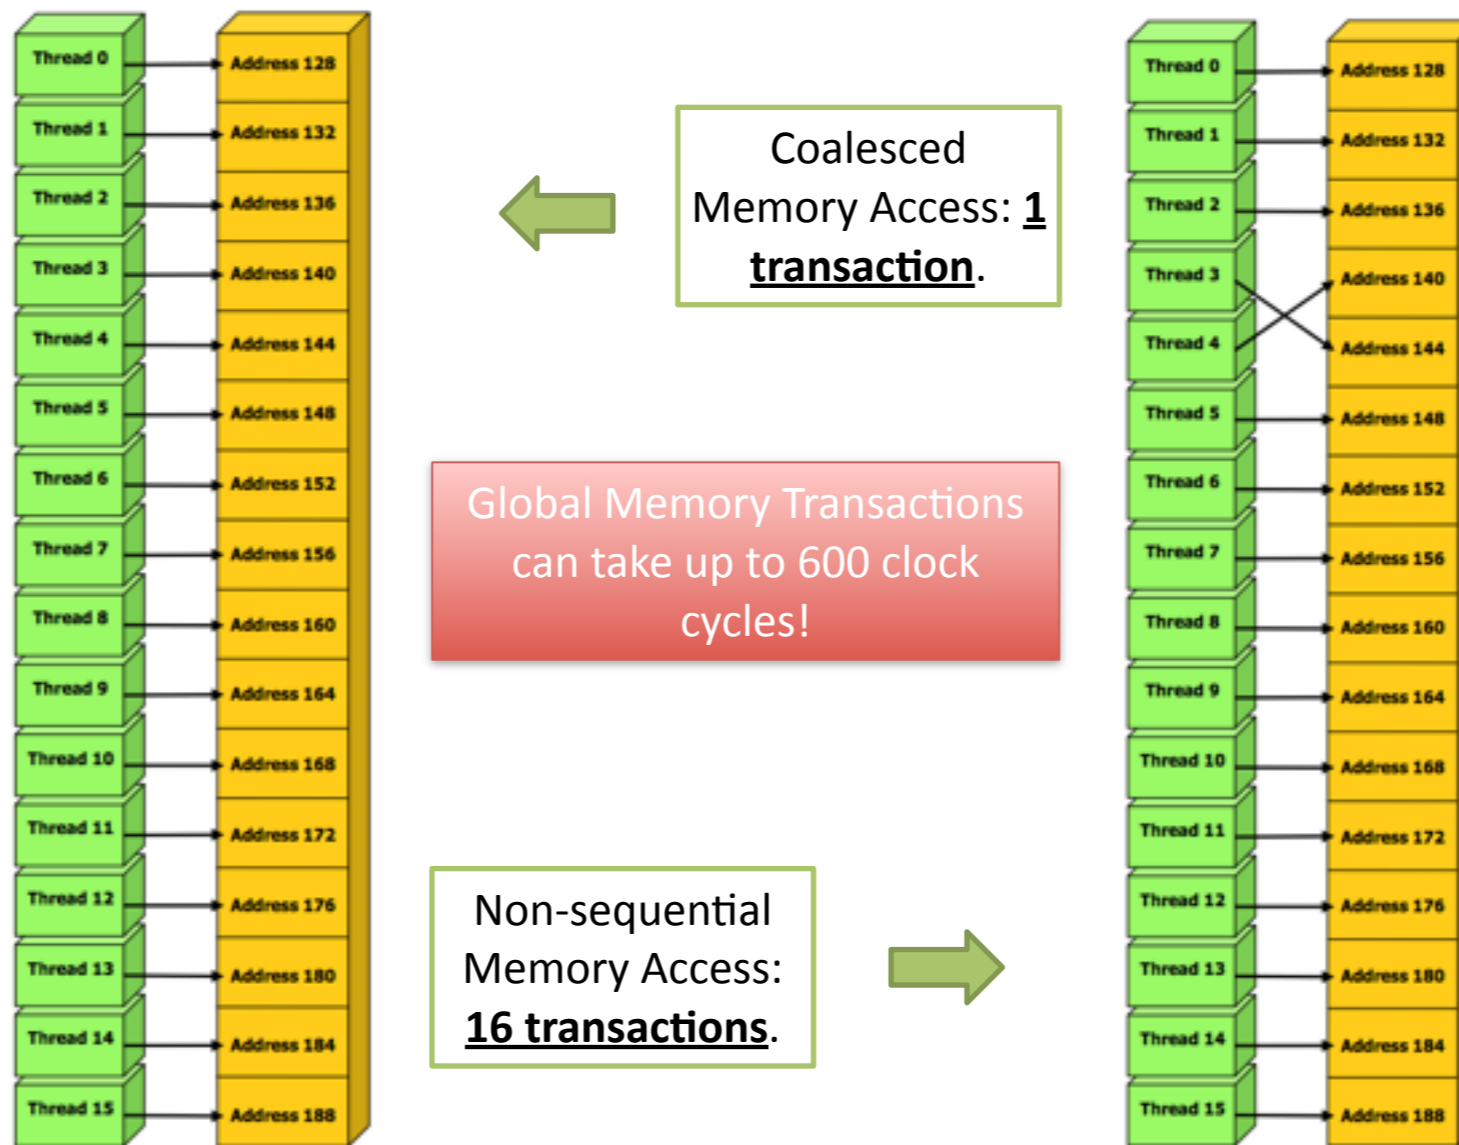 Thread 0
Thread 1
Thread 2
Thread 3
Thread 4
Thread 5
Thread 6
Thread 7
Thread 8
Thread 9
Thread 10
Thread 11
Thread 12
Thread 13
Thread 14
Thread 15
Address 128
Address 132
Address 136
Address 140
Address 144
Address 148
Address 152
Address 156
Address 160
Address 164
Address 168
Address 172
Address 176
Address 180
Address 184
Address 188
Coalesced
Memory Access: 1
transaction.
Global Memory Transactions
can take up to 600 clock
cycles!
Non-sequential
Memory Access:
16 transactions.
Thread 0
Thread 1
Thread 2
Thread 3
Thread 4
Thread 5
Thread 6
Thread 7
Thread 8
Thread 9
Thread 10
Thread 11
Thread 12
Thread 13
Thread 14
Thread 15
Address 128
Address 132
Address 136
Address 140
Address 144
Address 148
Address 152
Address 156
Address 160
Address 164
Address 168
Address 172
Address 176
Address 180
Address 184
Address 188